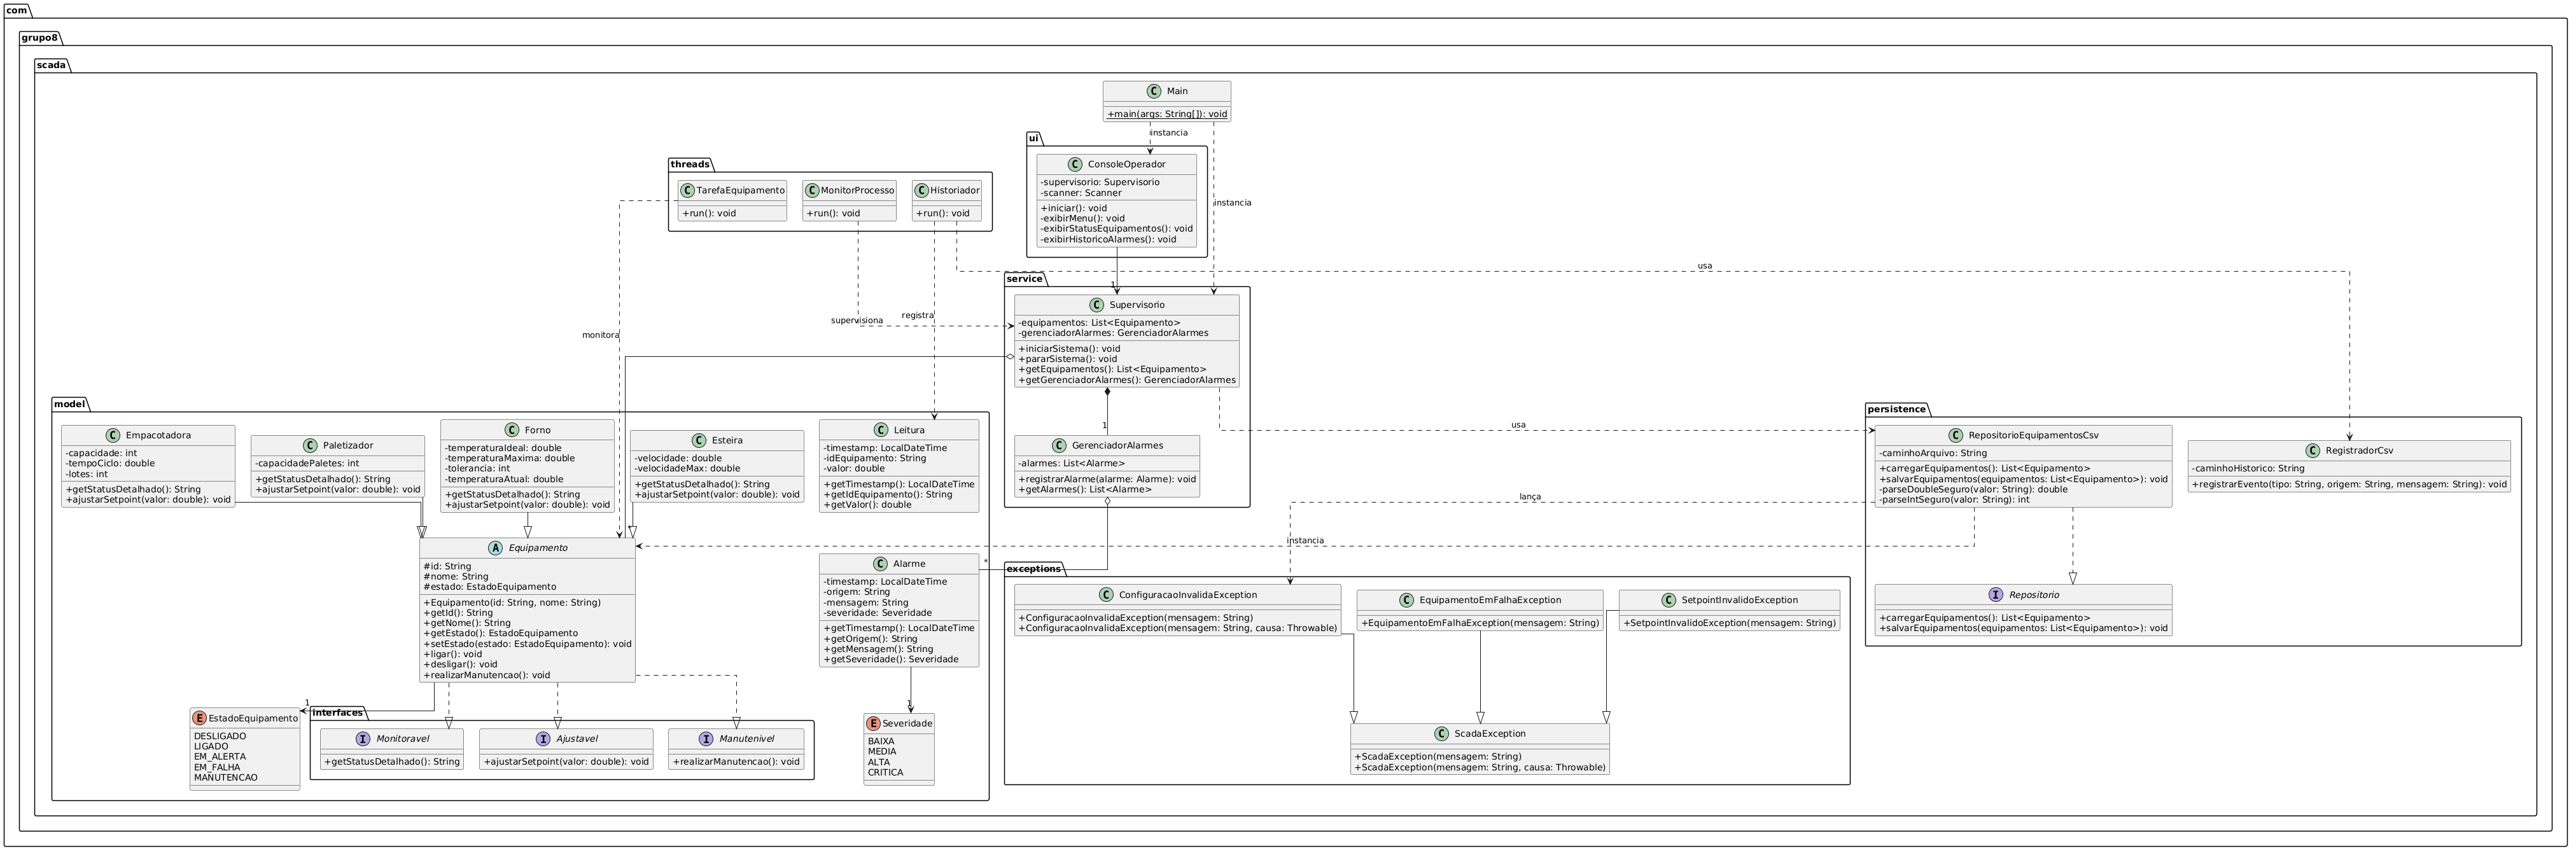 com
grupo8
scada
Main
+main(args: String[]): void
instancia
instancia
ui
ConsoleOperador
-supervisorio: Supervisorio
-scanner: Scanner
+iniciar(): void
-exibirMenu(): void
-exibirStatusEquipamentos(): void
-exibirHistoricoAlarmes(): void
threads
TarefaEquipamento
+run(): void
MonitorProcesso
+run(): void
Historiador
+run(): void
monitora
supervisiona
registra
usa
1
service
Supervisorio
-equipamentos: List<Equipamento>
-gerenciadorAlarmes: GerenciadorAlarmes
+iniciarSistema(): void
+pararSistema(): void
+getEquipamentos(): List<Equipamento>
+getGerenciadorAlarmes(): GerenciadorAlarmes
1
usa
GerenciadorAlarmes
-alarmes: List<Alarme>
+registrarAlarme(alarme: Alarme): void
+getAlarmes(): List<Alarme>
model
Empacotadora
-capacidade: int
-tempoCiclo: double
-lotes: int
+getStatusDetalhado(): String
+ajustarSetpoint(valor: double): void
Paletizador
-capacidadePaletes: int
+getStatusDetalhado(): String
+ajustarSetpoint(valor: double): void
Forno
-temperaturaIdeal: double
-temperaturaMaxima: double
-tolerancia: int
-temperaturaAtual: double
+getStatusDetalhado(): String
+ajustarSetpoint(valor: double): void
Esteira
-velocidade: double
-velocidadeMax: double
+getStatusDetalhado(): String
+ajustarSetpoint(valor: double): void
Leitura
-timestamp: LocalDateTime
-idEquipamento: String
-valor: double
+getTimestamp(): LocalDateTime
+getIdEquipamento(): String
+getValor(): double
*
Equipamento
#id: String
#nome: String
#estado: EstadoEquipamento
+Equipamento(id: String, nome: String)
+getId(): String
+getNome(): String
+getEstado(): EstadoEquipamento
+setEstado(estado: EstadoEquipamento): void
+ligar(): void
+desligar(): void
+realizarManutencao(): void
Alarme
-timestamp: LocalDateTime
-origem: String
-mensagem: String
-severidade: Severidade
+getTimestamp(): LocalDateTime
+getOrigem(): String
+getMensagem(): String
+getSeveridade(): Severidade
*
1
1
EstadoEquipamento
DESLIGADO
LIGADO
EM_ALERTA
EM_FALHA
MANUTENCAO
interfaces
Monitoravel
+getStatusDetalhado(): String
Ajustavel
+ajustarSetpoint(valor: double): void
Manutenivel
+realizarManutencao(): void
Severidade
BAIXA
MEDIA
ALTA
CRITICA
persistence
RepositorioEquipamentosCsv
-caminhoArquivo: String
+carregarEquipamentos(): List<Equipamento>
+salvarEquipamentos(equipamentos: List<Equipamento>): void
-parseDoubleSeguro(valor: String): double
-parseIntSeguro(valor: String): int
RegistradorCsv
-caminhoHistorico: String
+registrarEvento(tipo: String, origem: String, mensagem: String): void
lança
instancia
Repositorio
+carregarEquipamentos(): List<Equipamento>
+salvarEquipamentos(equipamentos: List<Equipamento>): void
exceptions
ConfiguracaoInvalidaException
+ConfiguracaoInvalidaException(mensagem: String)
+ConfiguracaoInvalidaException(mensagem: String, causa: Throwable)
EquipamentoEmFalhaException
+EquipamentoEmFalhaException(mensagem: String)
SetpointInvalidoException
+SetpointInvalidoException(mensagem: String)
ScadaException
+ScadaException(mensagem: String)
+ScadaException(mensagem: String, causa: Throwable)